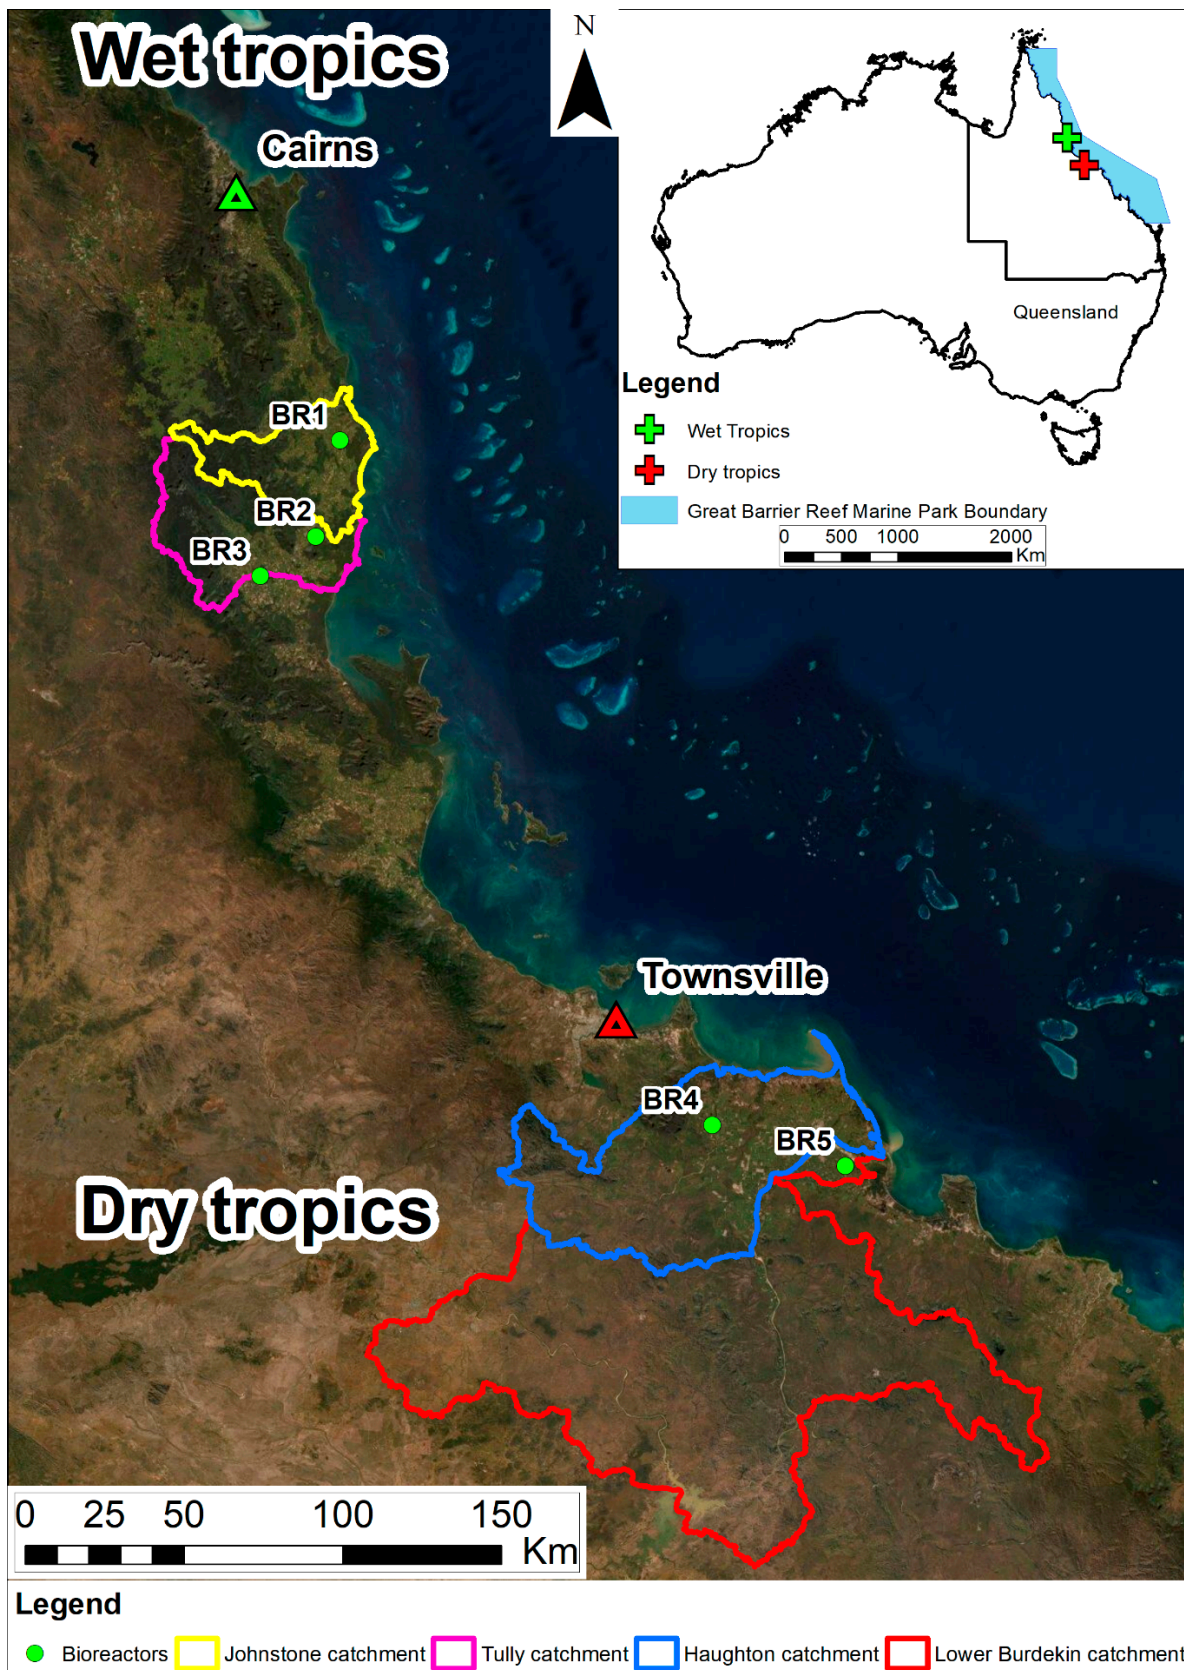 Wet tropics
Cairns
BR1
BR2
BR3
Townsville
BR4
BR5
Dry tropics
N
Queensland
Legend
Wet Tropics
Dry tropics
Great Barrier Reef Marine Park Boundary
0 500 1000 2000
Km
0 25 50 100 150
Km
Legend
Bioreactors Johnstone catchment Tully catchment Haughton catchment Lower Burdekin catchment